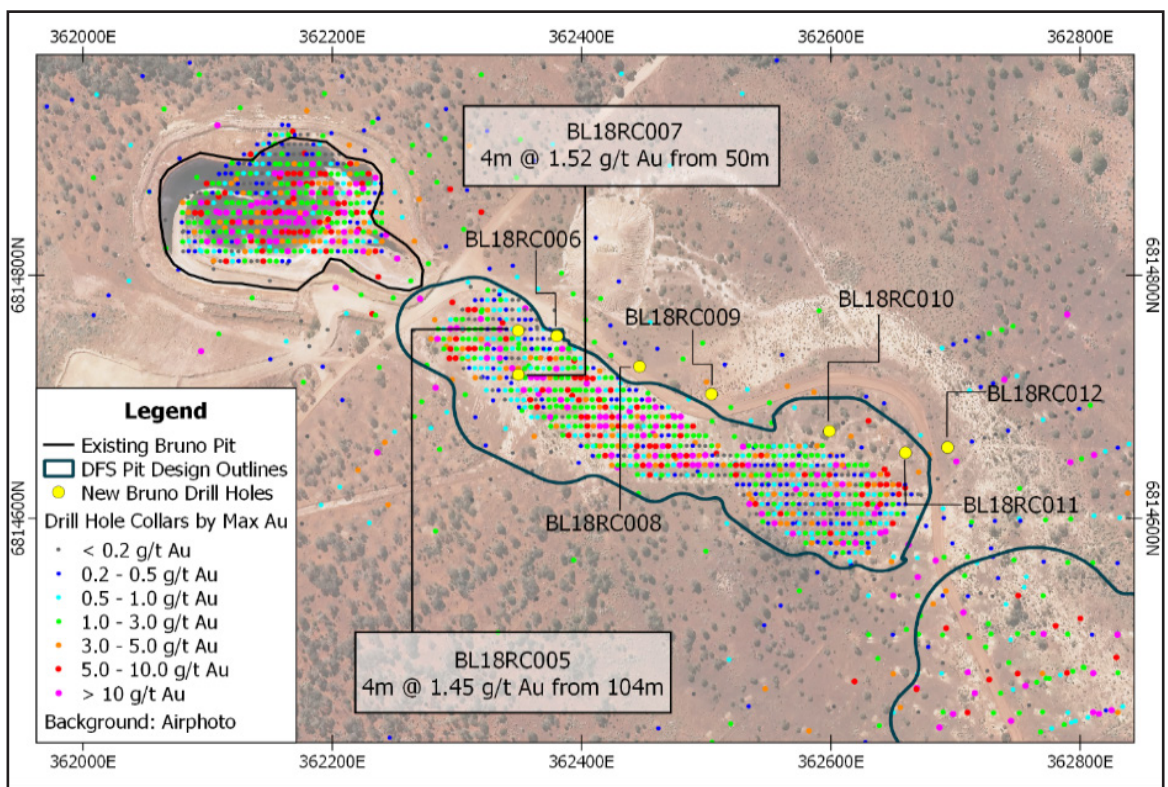 362000E 362200E 362400E 362600E 362800E
BL18RC007
4m @ 1.52 g/t Au from 50m
BL18RC006
6814800N
6814800N
BL18RC010
BL18RC009
BL18RC012
Legend
Existing Bruno Pit
DFS Pit Design Outlines
New Bruno Drill Holes
Drill Hole Collars by Max Au
< 0.2 g/t Au
0.2 - 0.5 g/t Au
0.5 - 1.0 g/t Au
1.0 - 3.0 g/t Au
3.0 - 5.0 g/t Au
5.0 - 10.0 g/t Au
> 10 g/t Au
Background: Airphoto
BL18RC011
BL18RC008
6814600N
6814600N
BL18RC005
4m @ 1.45 g/t Au from 104m
362000E 362200E 362400E 362600E 362800E